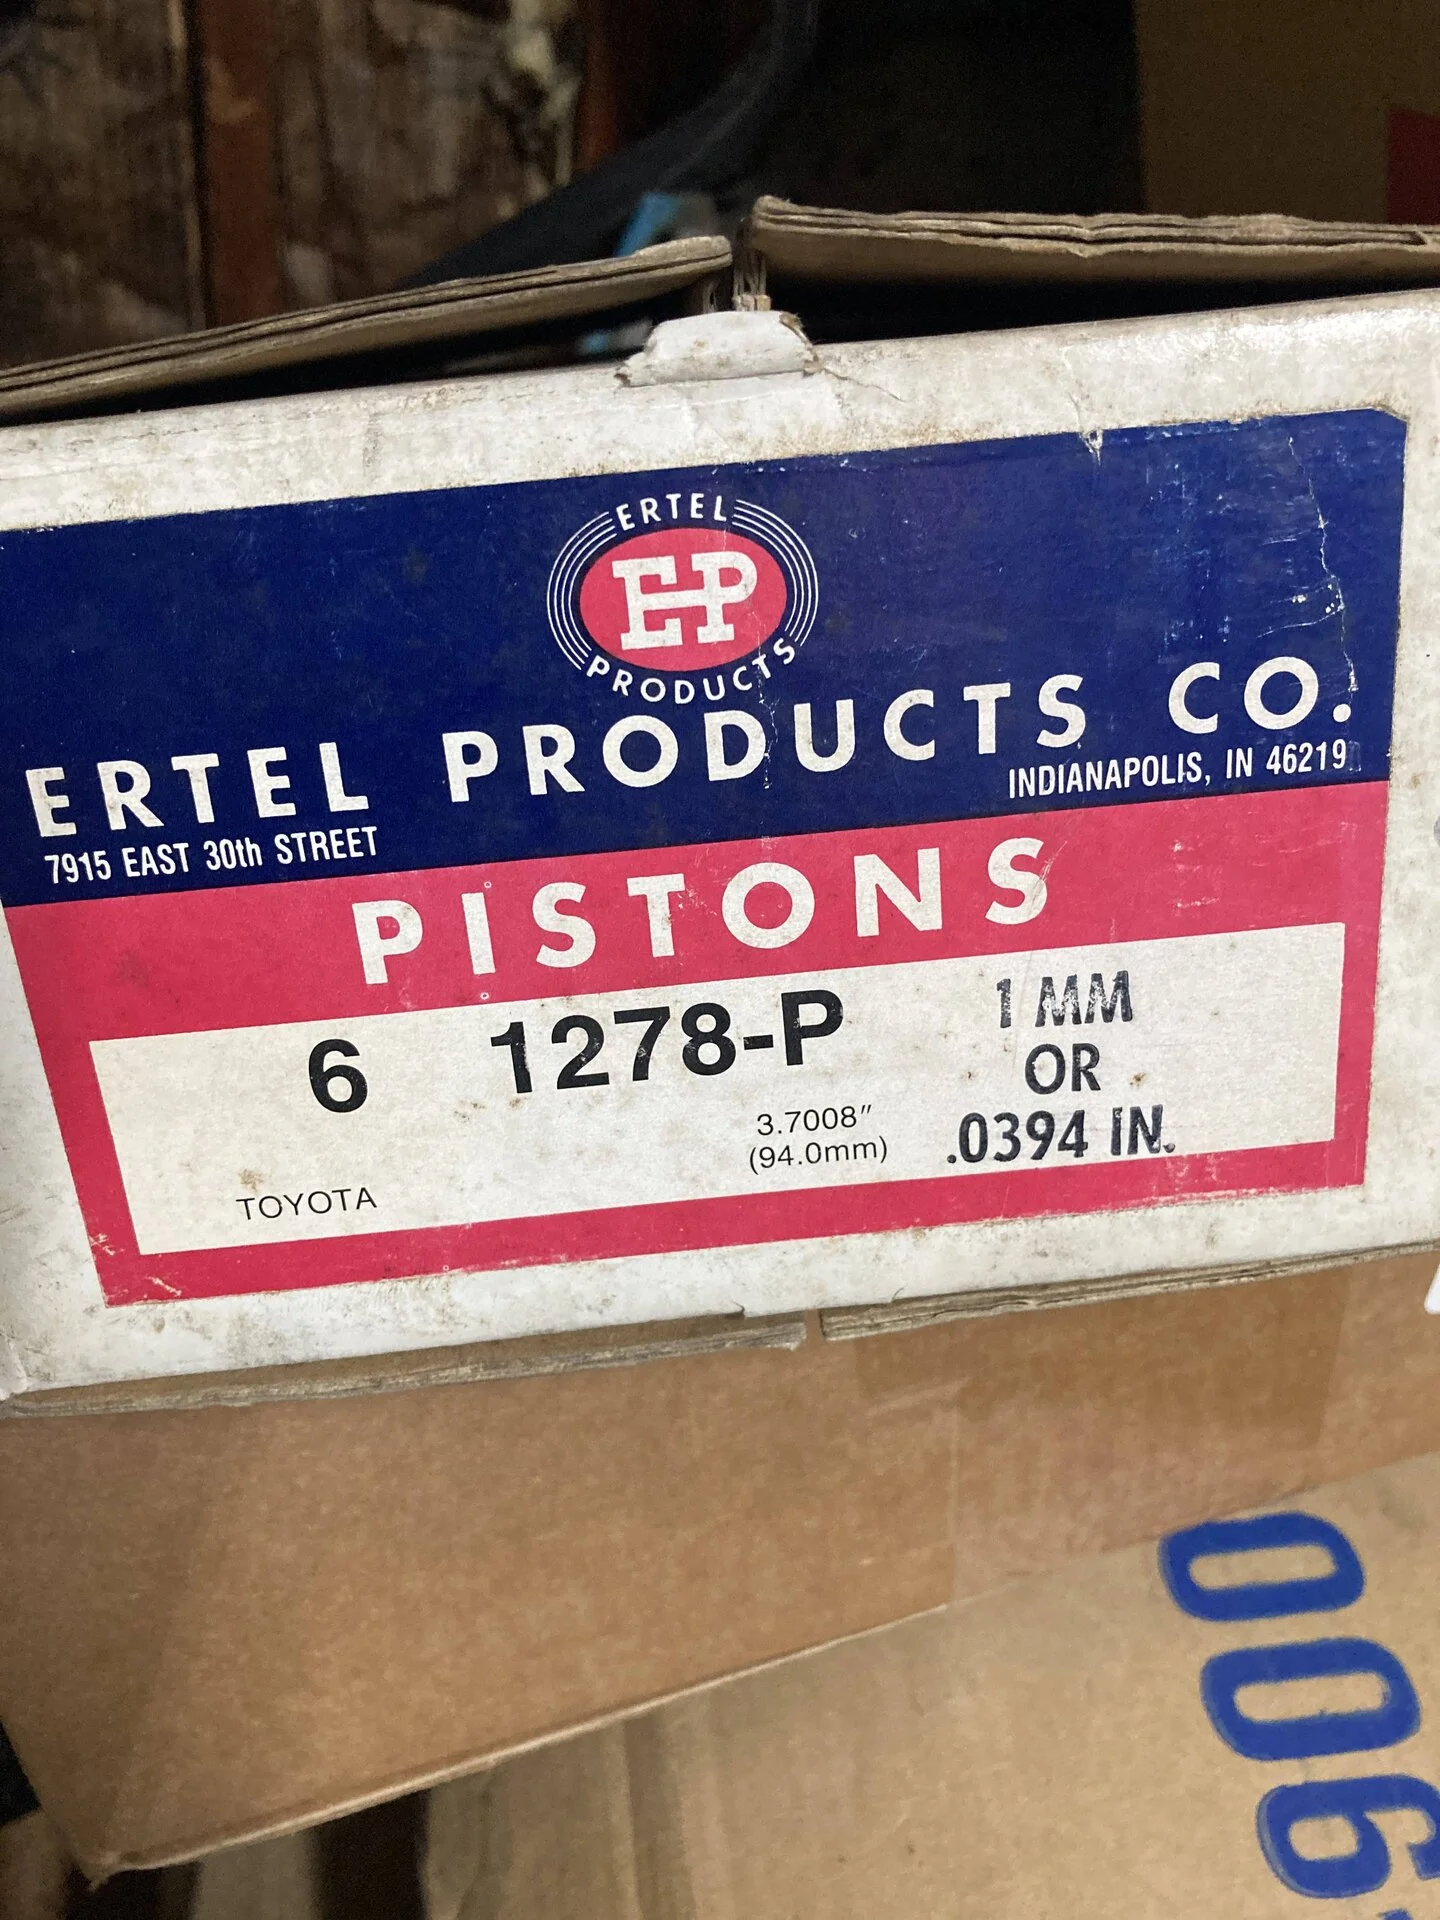 ERTEL
EP
PRODUCTS
ERTEL PRODUCTS CO.
7915 EAST 30th STREET
INDIANAPOLIS, IN 46219
PISTONS
6 1278-P
1 MM
OR
.0394 IN.
3.7008"
(94.0mm)
TOYOTA
006